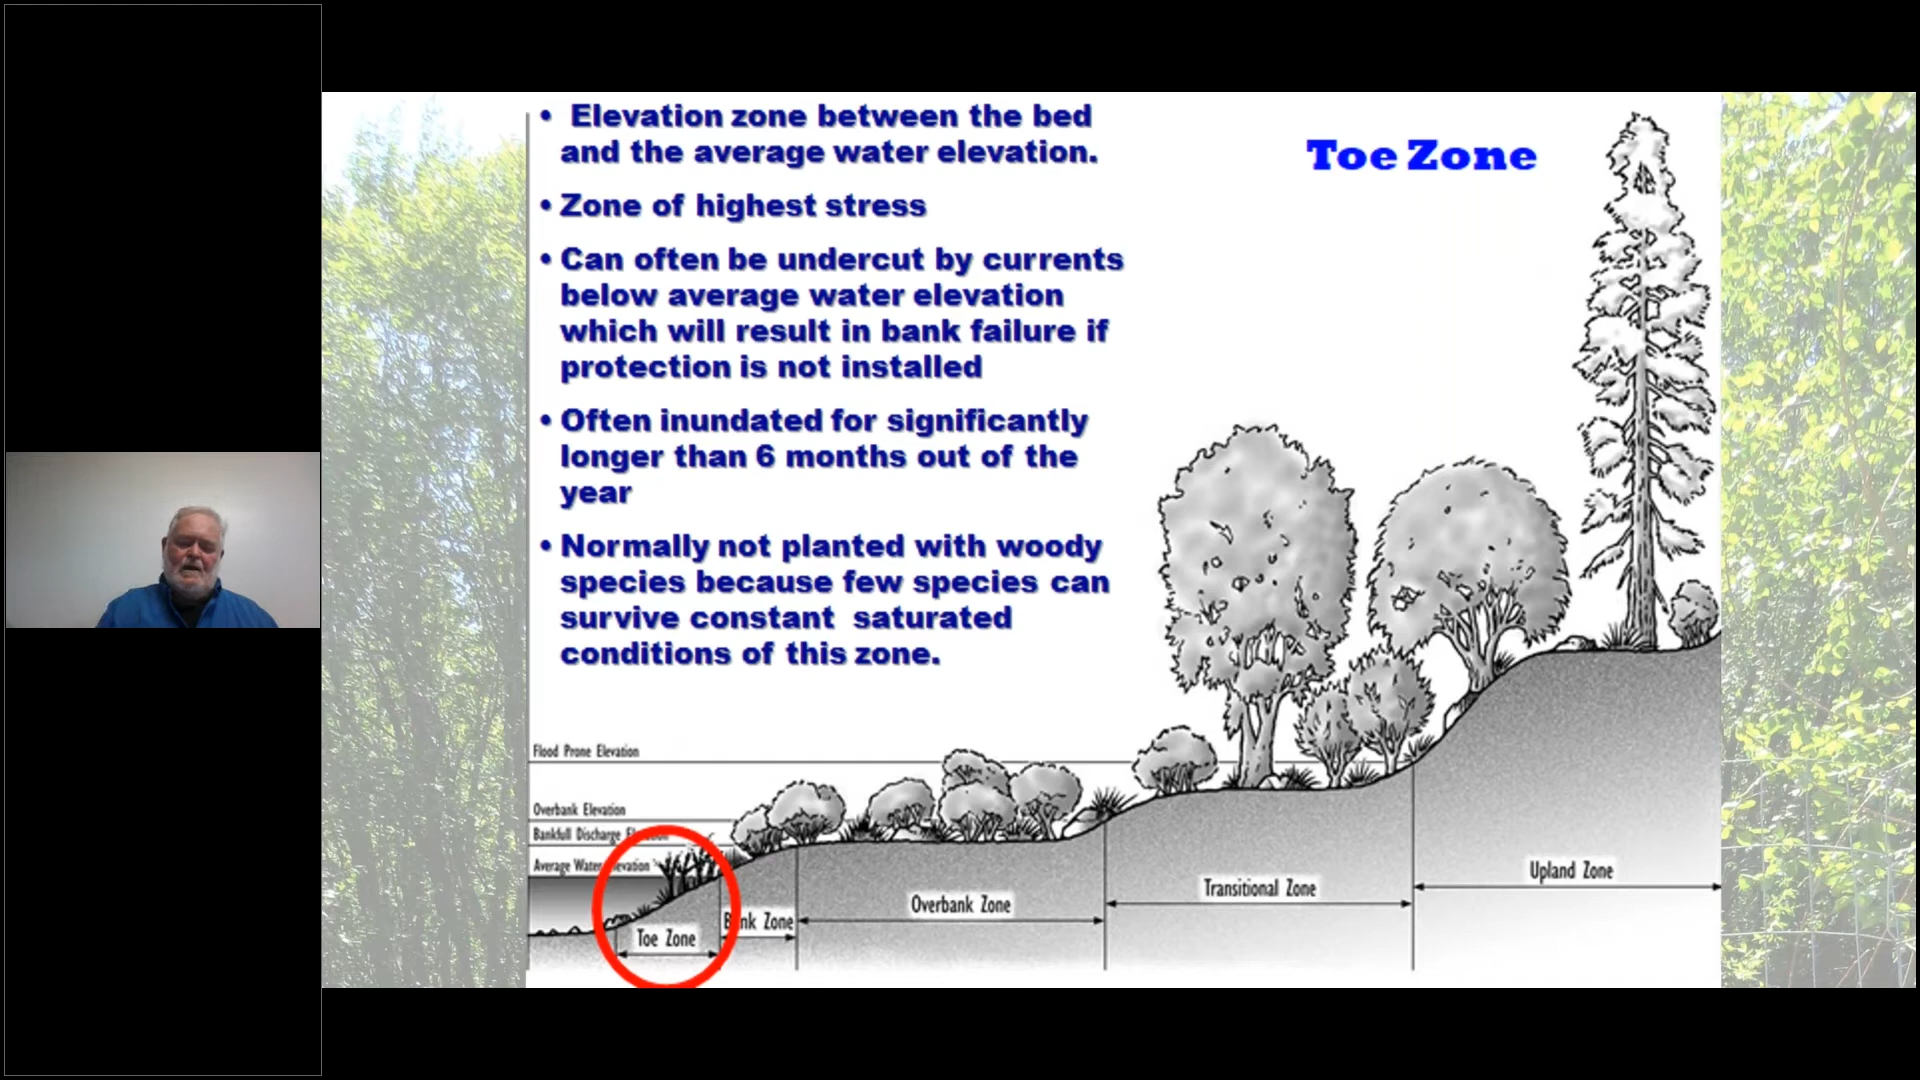 • Elevation zone between the bed
and the average water elevation.
Toe Zone
• Zone of highest stress
• Can often be undercut by currents
below average water elevation
which will result in bank failure if
protection is not installed
• Often inundated for significantly
longer than 6 months out of the
year
• Normally not planted with woody
species because few species can
survive constant saturated
conditions of this zone.
Flood Prone Elevation
Overbank Elevation
Bankfull Discharge Elevation
Average Water Elevation
Upland Zone
Transitional Zone
Overbank Zone
Bank Zone
Toe Zone